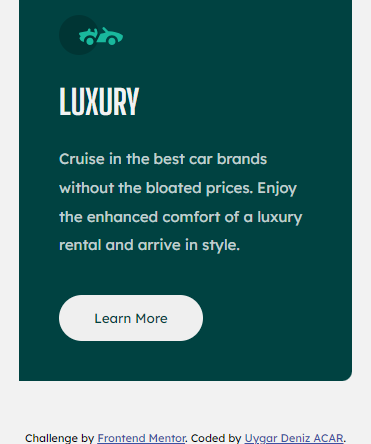 LUXURY
Cruise in the best car brands
without the bloated prices. Enjoy
the enhanced comfort of a luxury
rental and arrive in style.
Learn More
Challenge by Frontend Mentor. Coded by Uygar Deniz ACAR.